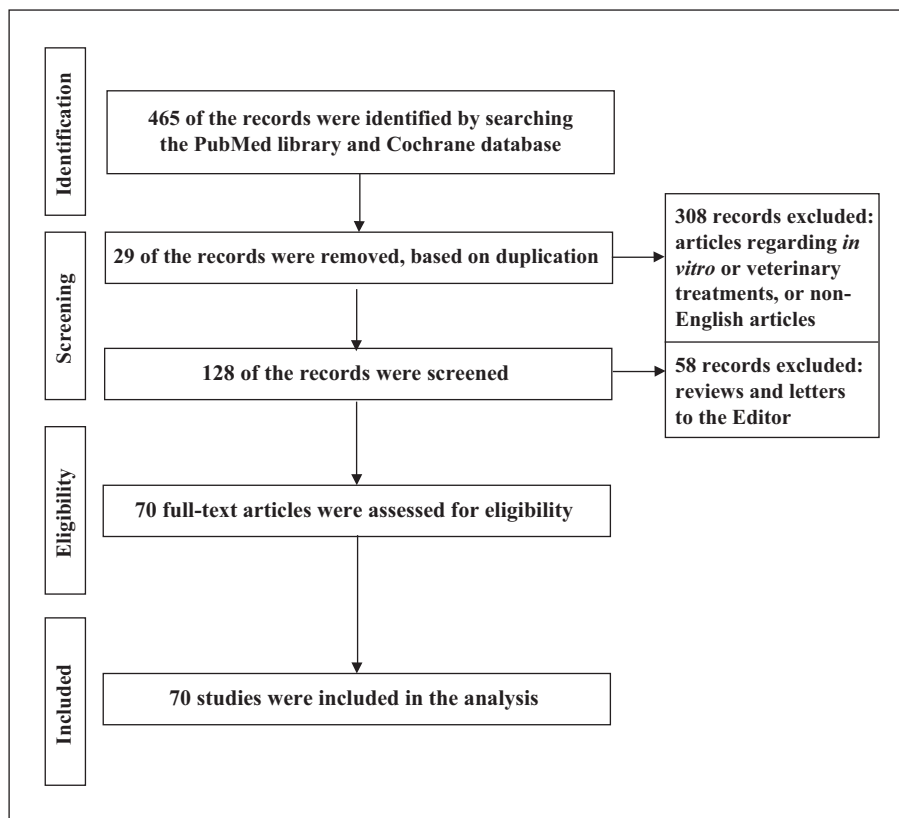 Identification
465 of the records were identified by searching
the PubMed library and Cochrane database
Screening
29 of the records were removed, based on duplication
308 records excluded:
articles regarding in
vitro or veterinary
treatments, or non-
English articles
128 of the records were screened
58 records excluded:
reviews and letters
to the Editor
Eligibility
70 full-text articles were assessed for eligibility
Included
70 studies were included in the analysis